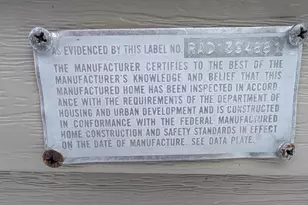 AS EVIDENCED BY THIS LABEL NO. RAD1364881
THE MANUFACTURER CERTIFIES TO THE BEST OF THE
MANUFACTURER'S KNOWLEDGE AND BELIEF THAT THIS
MANUFACTURED HOME HAS BEEN INSPECTED IN ACCORD-
ANCE WITH THE REQUIREMENTS OF THE DEPARTMENT OF
HOUSING AND URBAN DEVELOPMENT AND IS CONSTRUCTED
IN CONFORMANCE WITH THE FEDERAL MANUFACTURED
HOME CONSTRUCTION AND SAFETY STANDARDS IN EFFECT
ON THE DATE OF MANUFACTURE. SEE DATA PLATE.